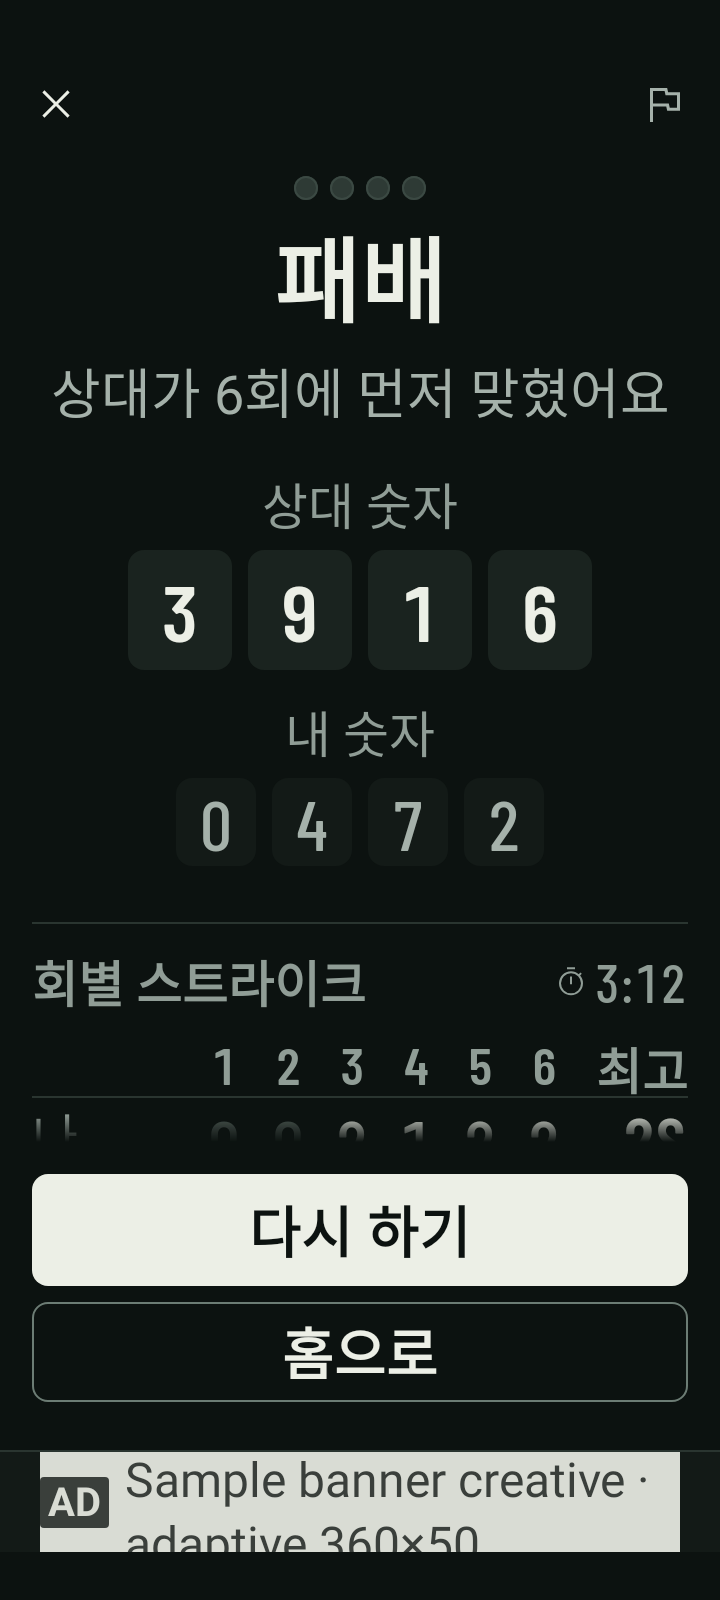 패배
상대가 6회에 먼저 맞혔어요
상대 숫자
3 9 1 6
내 숫자
0 4 7 2
회별 스트라이크 3:12
1 2 3 4 5 6 최고
다시 하기
홈으로
AD Sample banner creative ·
adaptive 360×50